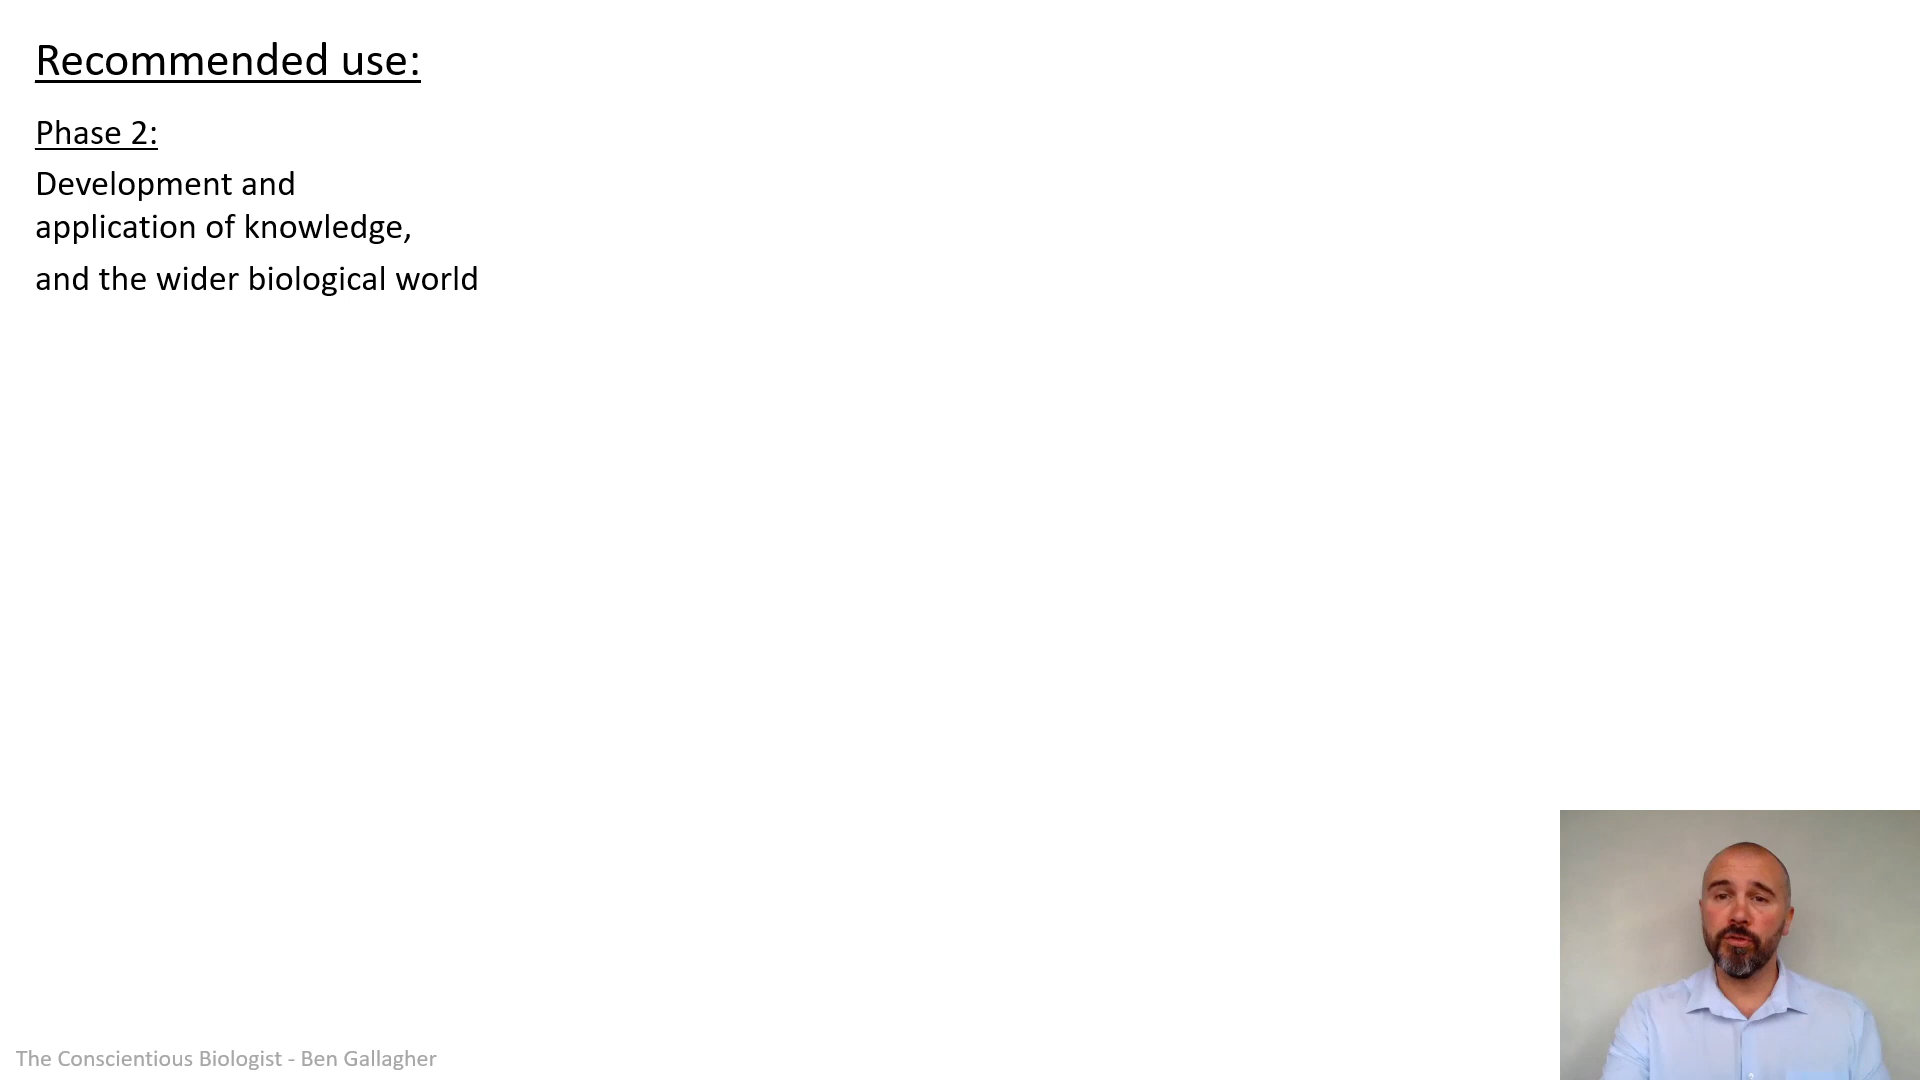 Recommended use:
Phase 2:
Development and
application of knowledge,
and the wider biological world
The Conscientious Biologist - Ben Gallagher